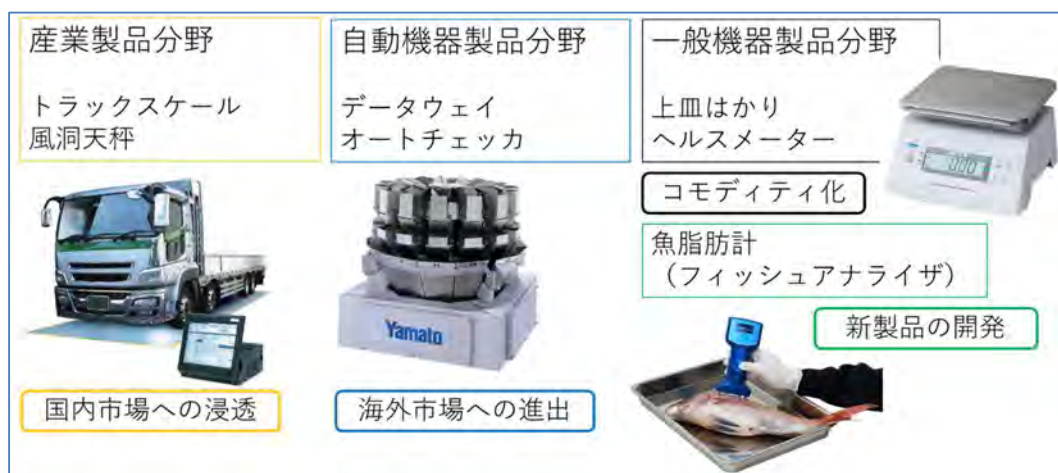 産業製品分野
トラックスケール
風洞天秤
国内市場への浸透
自動機器製品分野
データウェイ
オートチェッカ
Yamato
海外市場への進出
一般機器製品分野
上皿はかり
ヘルスメーター
0.00
コモディティ化
魚脂肪計
(フィッシュアナライザ)
新製品の開発